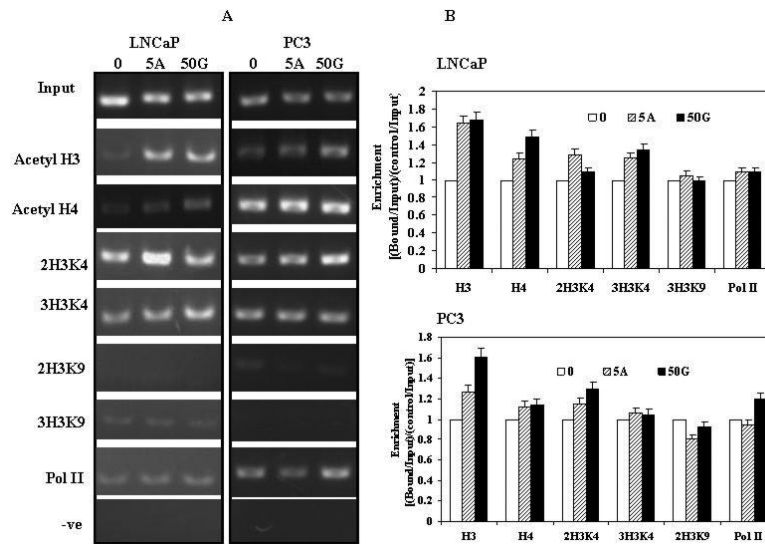 A
LNCaP PC3
0 5A 50G 0 5A 50G
Input
Acetyl H3
Acetyl H4
2H3K4
3H3K4
2H3K9
3H3K9
Pol II
-ve
B
LNCaP
Enrichment
[(Bound/Input)/(control/Input)]
2
1.8
1.6
1.4
1.2
1
0.8
0.6
0.4
0.2
0
0 5A 50G
H3 H4 2H3K4 3H3K4 3H3K9 Pol II
PC3
Enrichment
[(Bound/Input)/(control/Input)]
1.8
1.6
1.4
1.2
1
0.8
0.6
0.4
0.2
0
0 5A 50G
H3 H4 2H3K4 3H3K4 2H3K9 Pol II